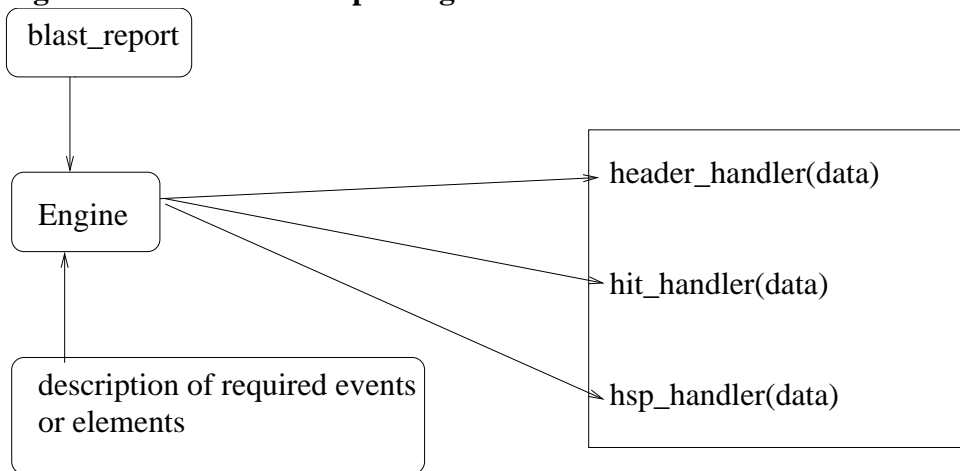 blast_report
header_handler(data)
Engine
hit_handler(data)
description of required events
or elements
hsp_handler(data)